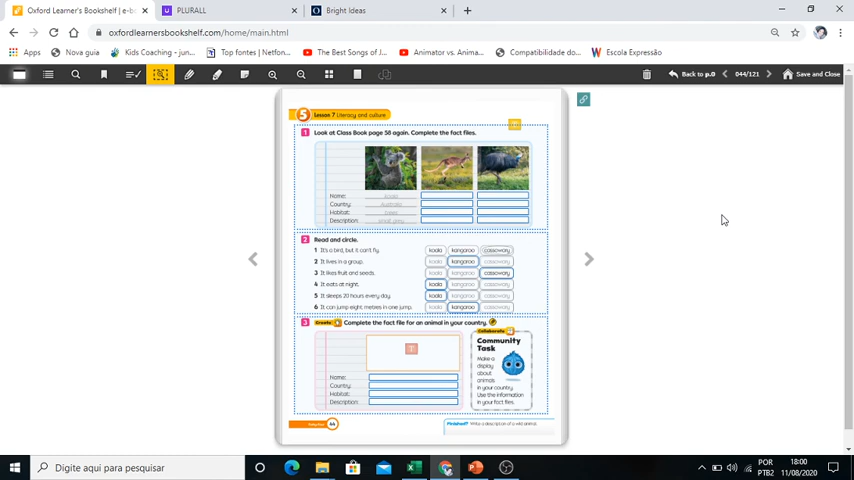 Oxford Learner's Bookshelf | e-bo
PLURALL
Bright Ideas
oxfordlearnersbookshelf.com/home/main.html
Apps
Nova guia
Kids Coaching - jun...
Top fontes | Netfon...
The Best Songs of J...
Animator vs. Anima...
Compatibilidade do...
Escola Expressão
Back to p.0
044/121
Save and Close
5 Lesson 7 Literacy and culture
1 Look at Class Book page 58 again. Complete the fact files.
Name: koala
Country: Australia
Habitat: trees
Description: small, grey
2 Read and circle.
1 It's a bird, but it can't fly. koala kangaroo cassowary
2 It lives in a group. koala kangaroo cassowary
3 It likes fruit and seeds. koala kangaroo cassowary
4 It eats at night. koala kangaroo cassowary
5 It sleeps 20 hours every day. koala kangaroo cassowary
6 It can jump eight metres in one jump. koala kangaroo cassowary
3 Create Complete the fact file for an animal in your country.
T
Name:
Country:
Habitat:
Description:
Collaborate
Community
Task
Make a
display
about
animals
in your country.
Use the information
in your fact files.
44
Finished? Write a description of a wild animal.
Digite aqui para pesquisar
POR
PTB2
18:00
11/08/2020